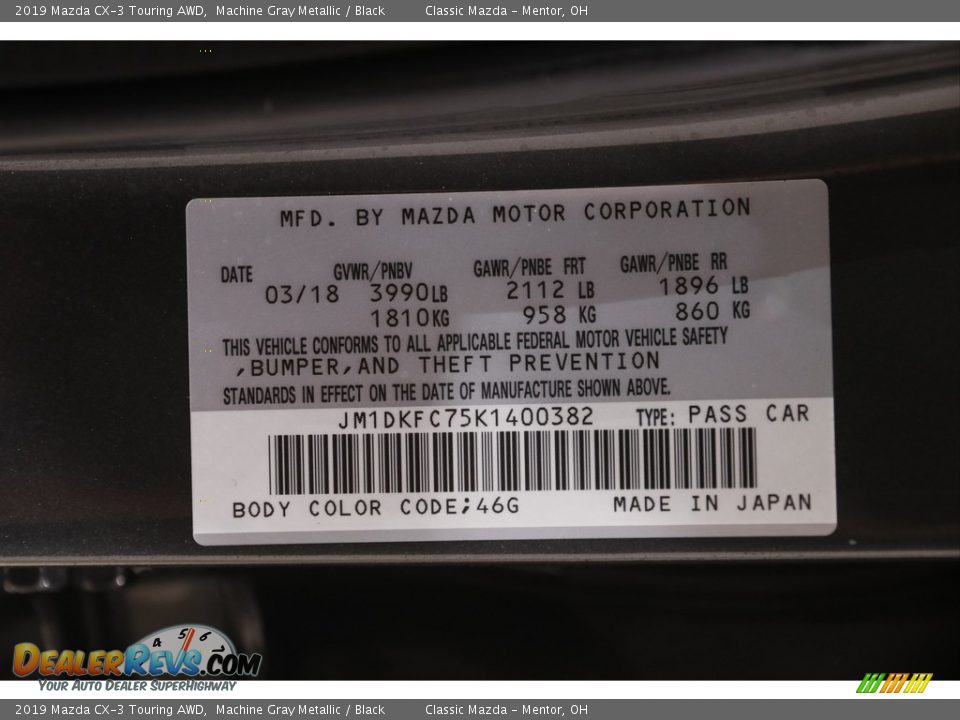 2019 Mazda CX-3 Touring AWD, Machine Gray Metallic / Black Classic Mazda - Mentor, OH
MFD. BY MAZDA MOTOR CORPORATION
DATE GVWR/PNBV GAWR/PNBE FRT GAWR/PNBE RR
03/18 3990LB 2112 LB 1896 LB
1810KG 958 KG 860 KG
THIS VEHICLE CONFORMS TO ALL APPLICABLE FEDERAL MOTOR VEHICLE SAFETY
,BUMPER,AND THEFT PREVENTION
STANDARDS IN EFFECT ON THE DATE OF MANUFACTURE SHOWN ABOVE.
JM1DKFC75K1400382 TYPE: PASS CAR
BODY COLOR CODE;46G MADE IN JAPAN
4 5 6 7
DEALERREVS.COM
YOUR AUTO DEALER SUPERHIGHWAY
2019 Mazda CX-3 Touring AWD, Machine Gray Metallic / Black Classic Mazda - Mentor, OH